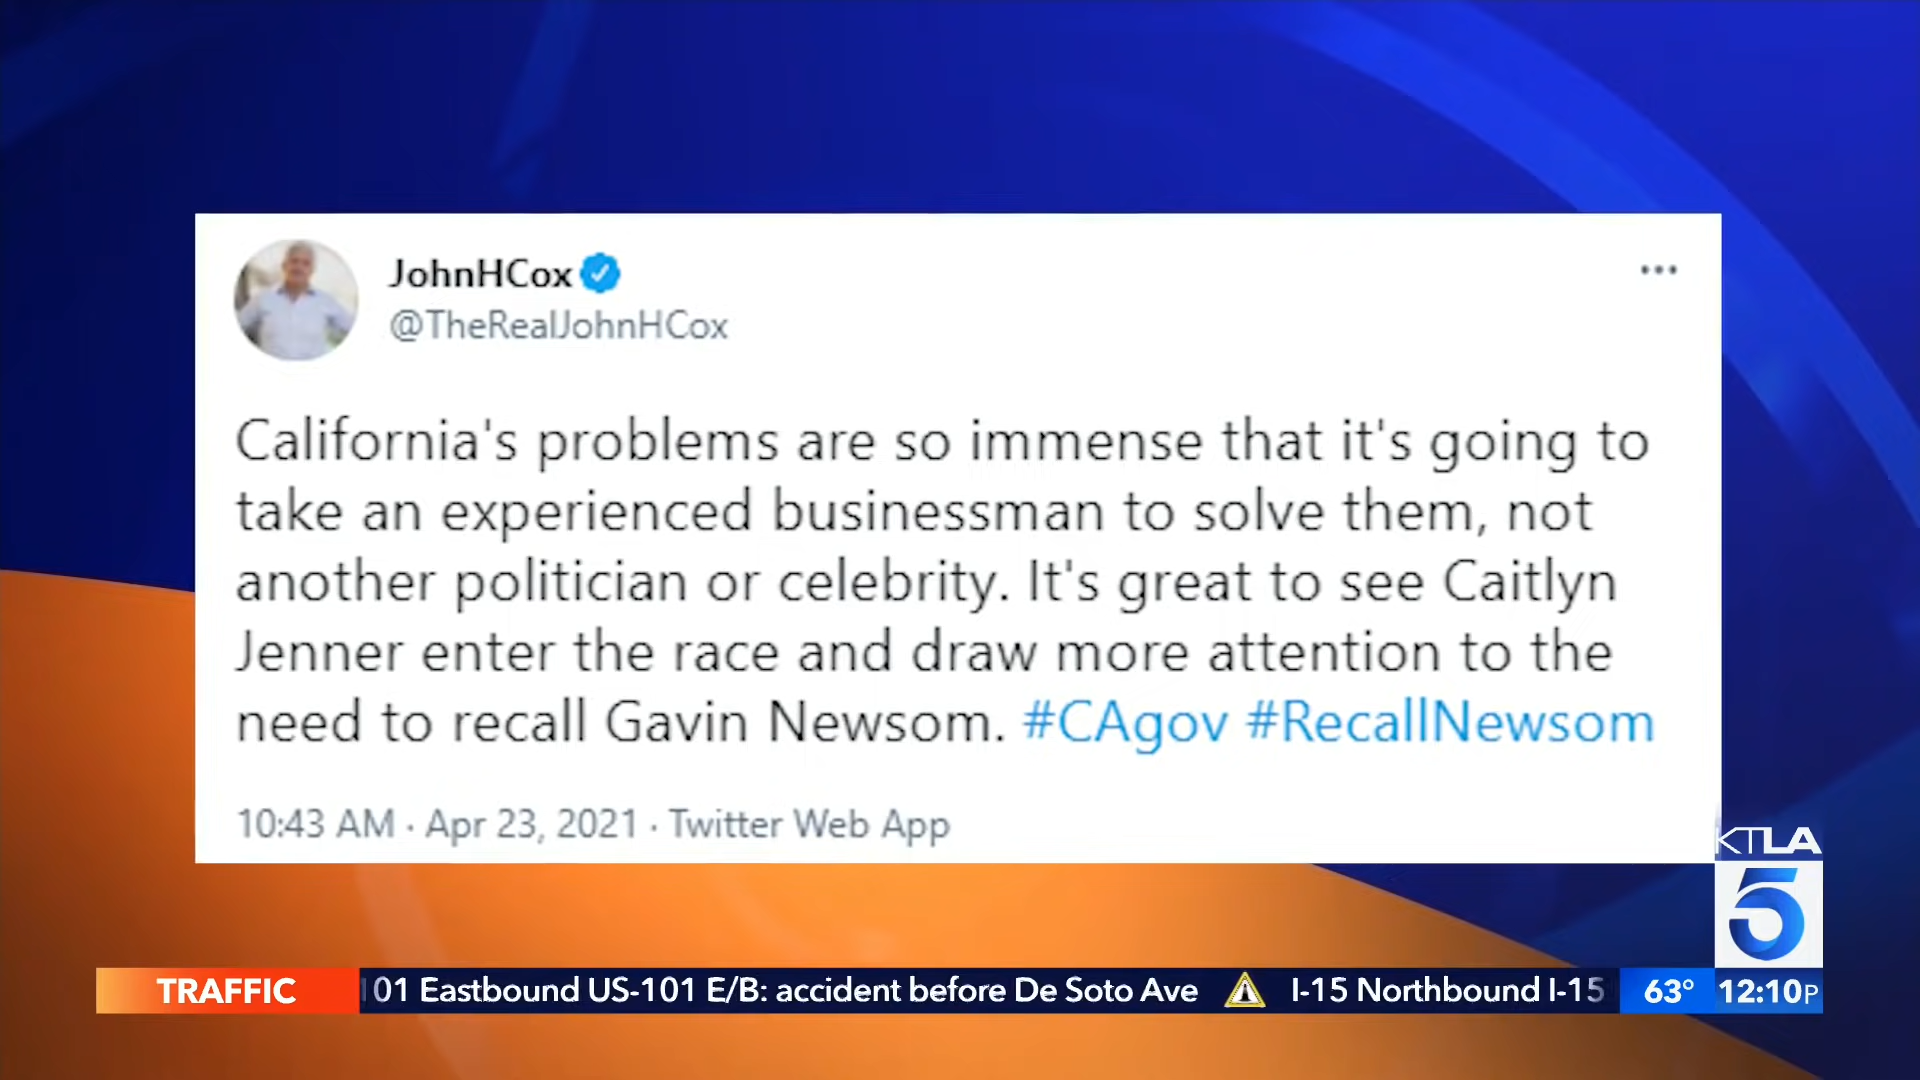 JohnHCox
@TheRealJohnHCox
California's problems are so immense that it's going to
take an experienced businessman to solve them, not
another politician or celebrity. It's great to see Caitlyn
Jenner enter the race and draw more attention to the
need to recall Gavin Newsom. #CAgov #RecallNewsom
10:43 AM · Apr 23, 2021 · Twitter Web App
KTLA
5
TRAFFIC 101 Eastbound US-101 E/B: accident before De Soto Ave I-15 Northbound I-15 63° 12:10P